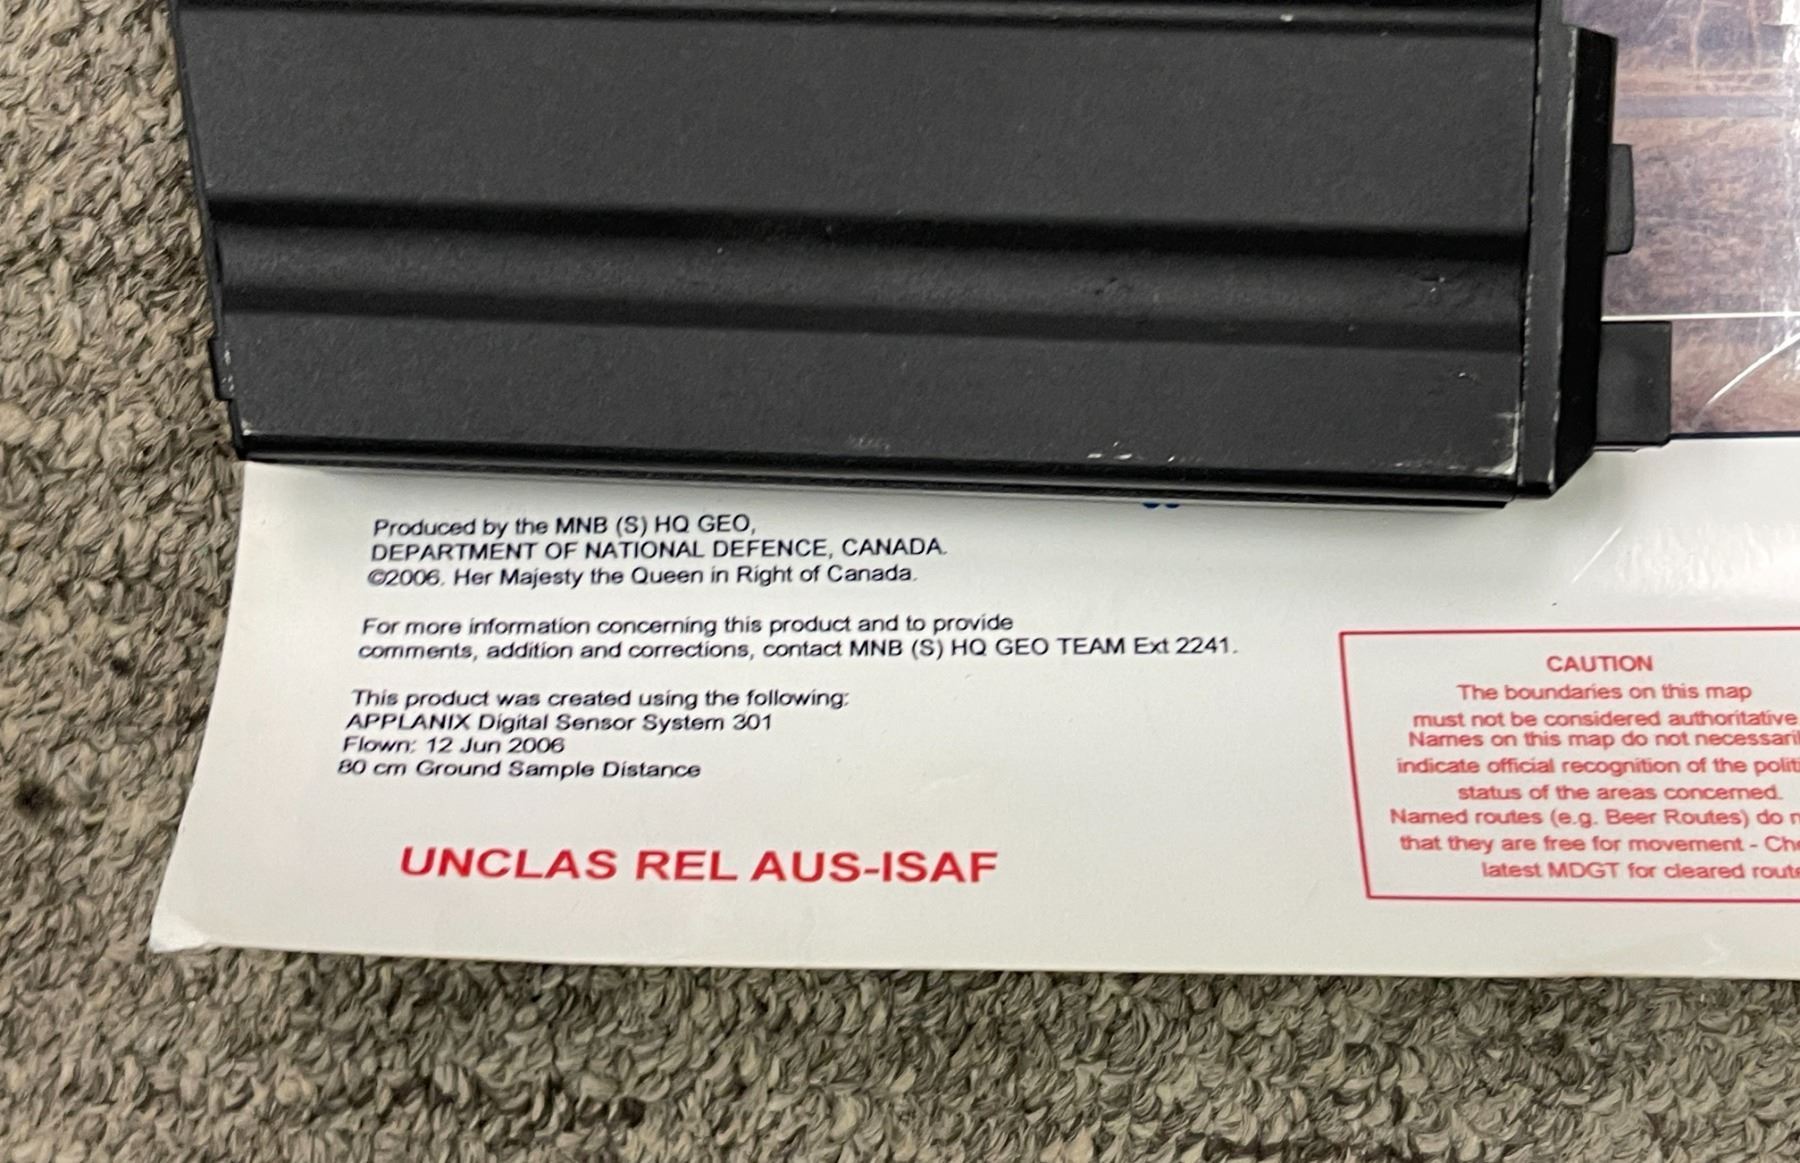 Produced by the MNB (S) HQ GEO,
DEPARTMENT OF NATIONAL DEFENCE, CANADA.
©2006. Her Majesty the Queen in Right of Canada.
For more information concerning this product and to provide
comments, addition and corrections, contact MNB (S) HQ GEO TEAM Ext 2241.
This product was created using the following:
APPLANIX Digital Sensor System 301
Flown: 12 Jun 2006
80 cm Ground Sample Distance
UNCLAS REL AUS-ISAF
CAUTION
The boundaries on this map
must not be considered authoritative
Names on this map do not
indicate official recognition of the
status of the areas concerned.
Named routes (e.g. Beer Routes) do
that they are free for movement -
latest MDGT for cleared